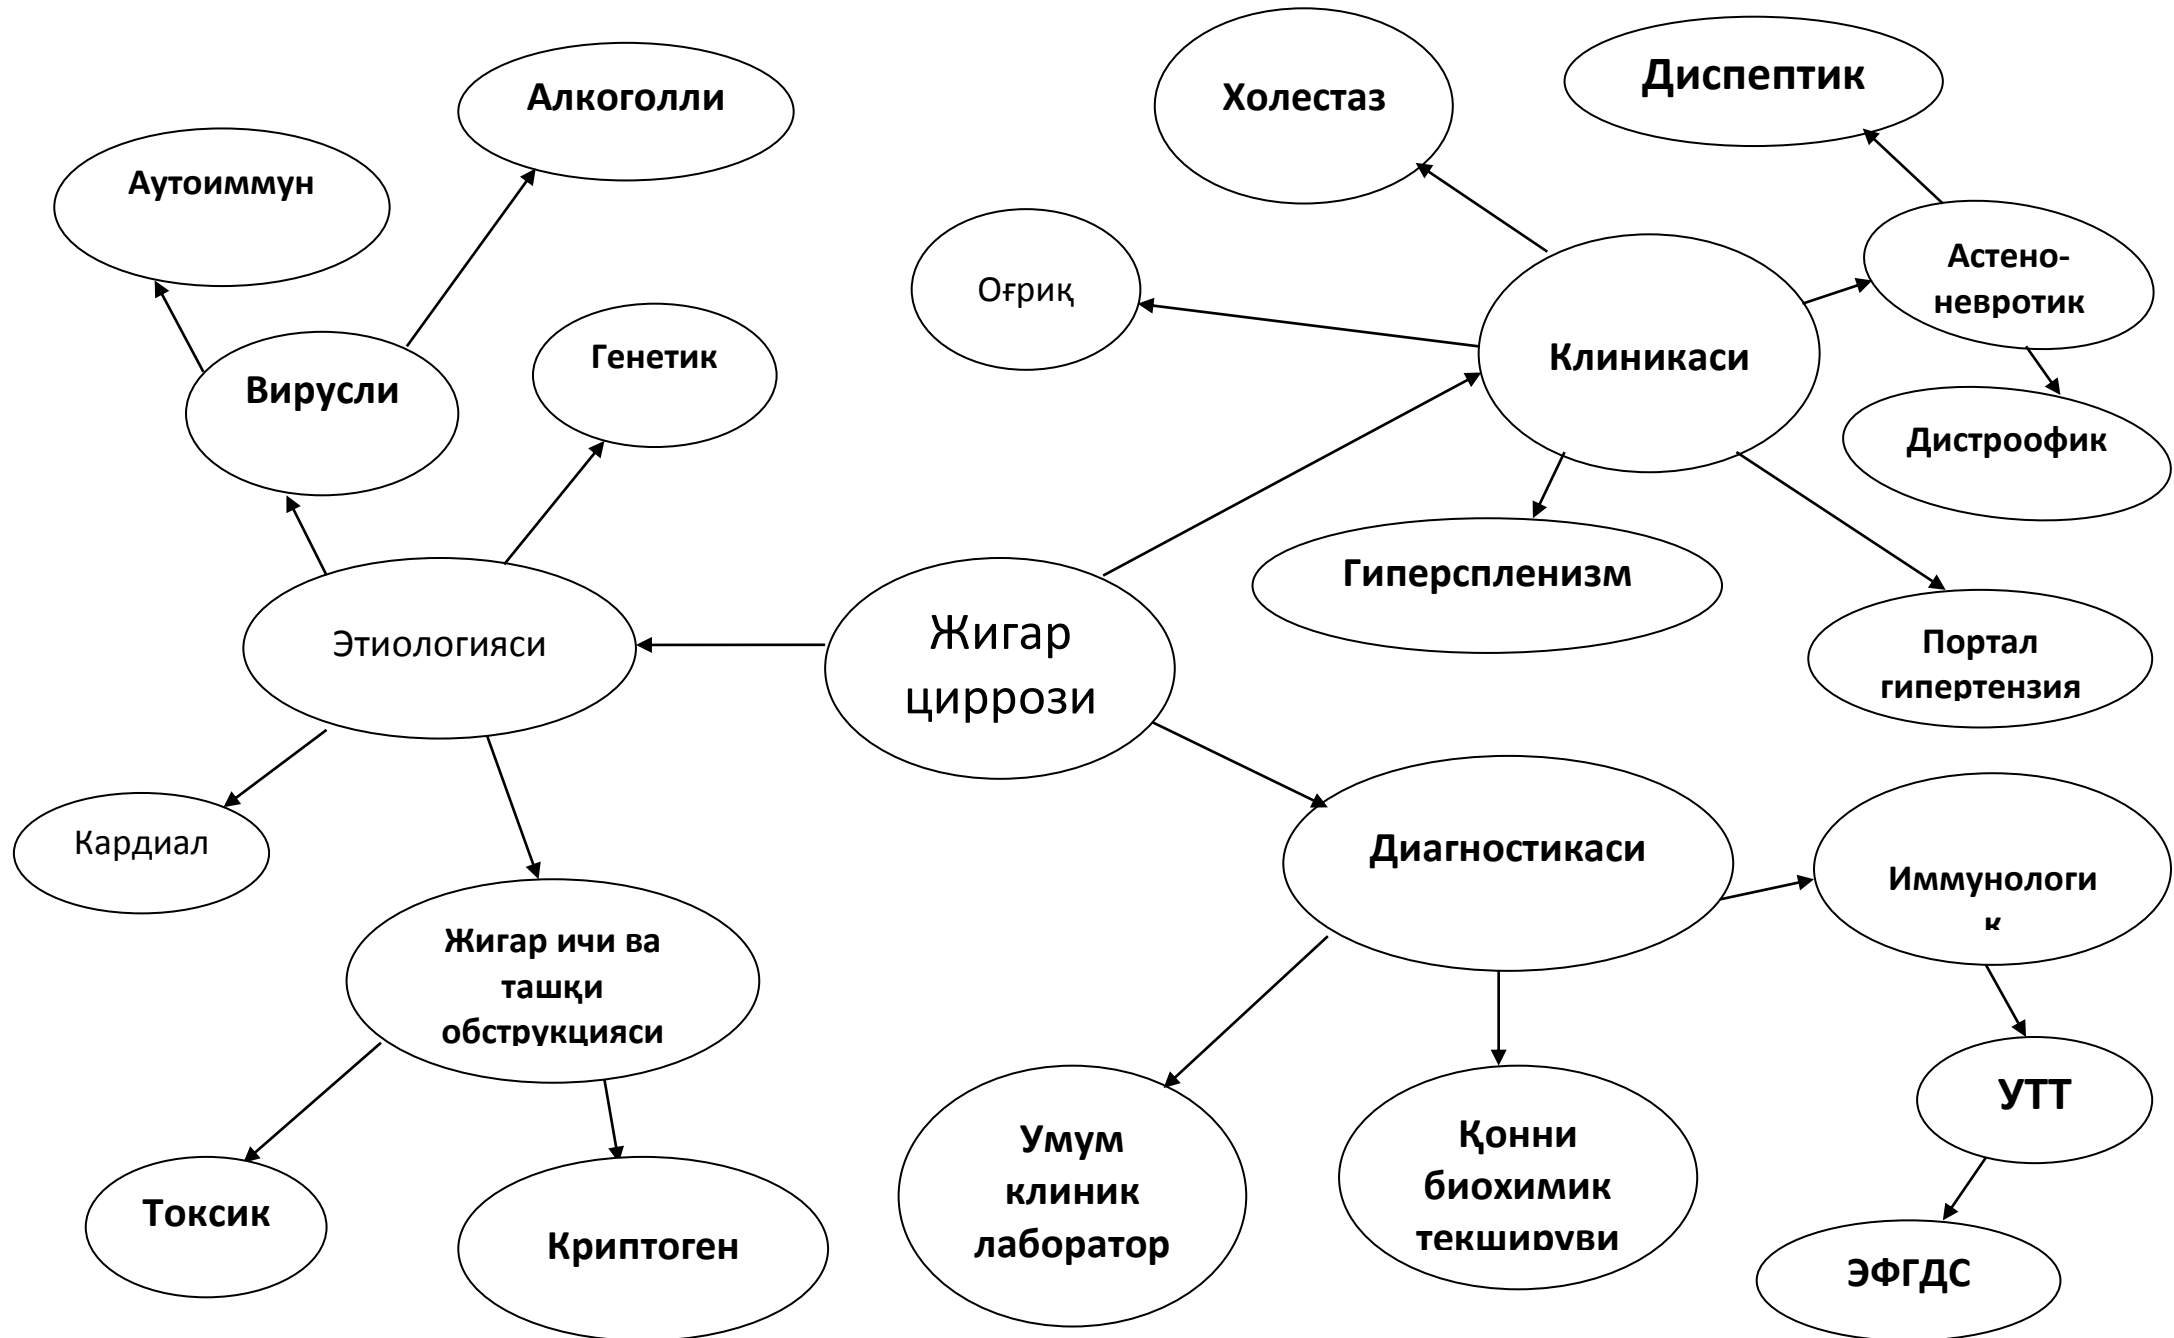 Алкоголли
Аутоиммун
Вирусли
Генетик
Этиологияси
Кардиал
Жигар ичи ва
ташқи
обструкцияси
Токсик
Криптоген
Жигар
циррози
Холестаз
Диспептик
Оғриқ
Клиникаси
Астено-
невротик
Дистроофик
Гиперспленизм
Портал
гипертензия
Диагностикаси
Иммунологи
к
УТТ
ЭФГДС
Умум
клиник
лаборатор
Қонни
биохимик
текшируви